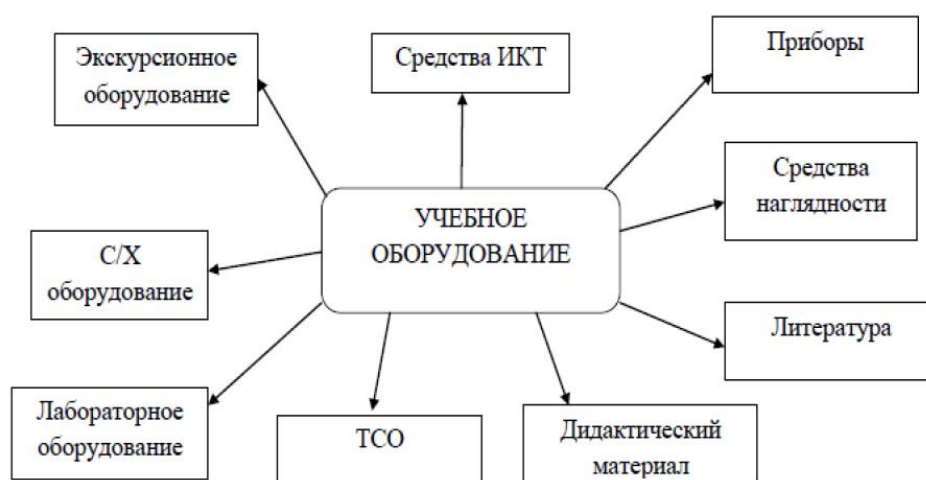 Экскурсионное
оборудование
Средства ИКТ
Приборы
Средства
наглядности
УЧЕБНОЕ
ОБОРУДОВАНИЕ
С/Х
оборудование
Литература
Лабораторное
оборудование
ТСО
Дидактический
материал